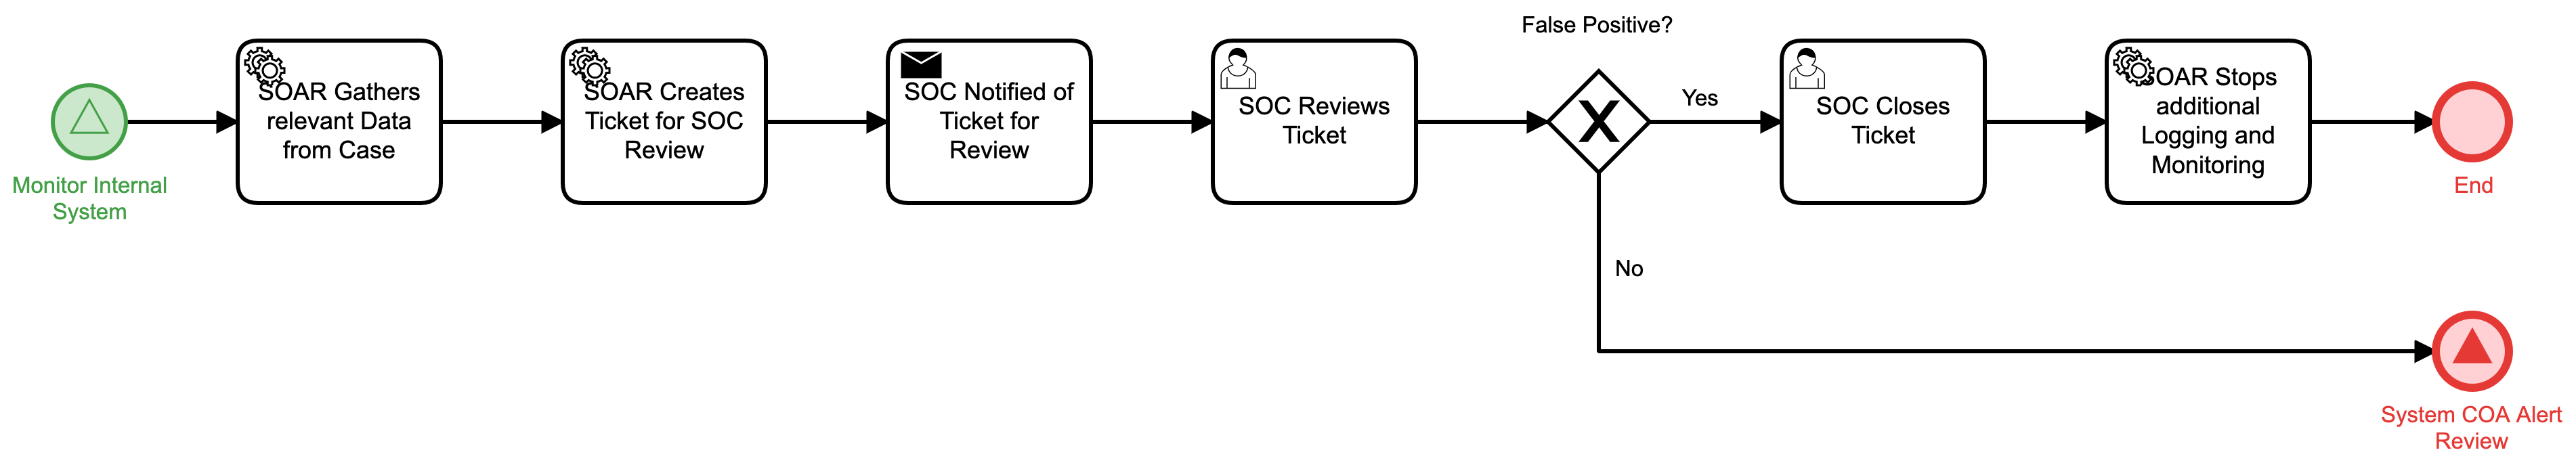 Monitor Internal
System
SOAR Gathers
relevant Data
from Case
SOAR Creates
Ticket for SOC
Review
SOC Notified of
Ticket for
Review
SOC Reviews
Ticket
False Positive?
X
Yes
SOC Closes
Ticket
SOAR Stops
additional
Logging and
Monitoring
End
No
System COA Alert
Review